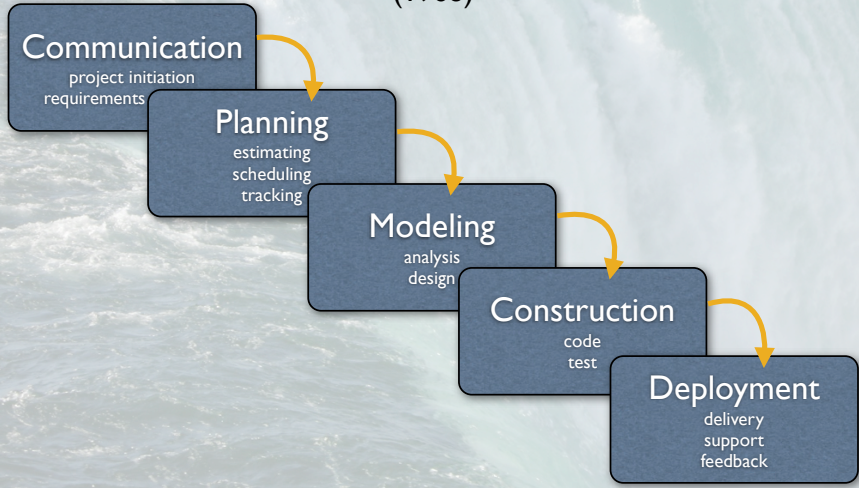 Communication
project initiation
requirements
Planning
estimating
scheduling
tracking
Modeling
analysis
design
Construction
code
test
Deployment
delivery
support
feedback